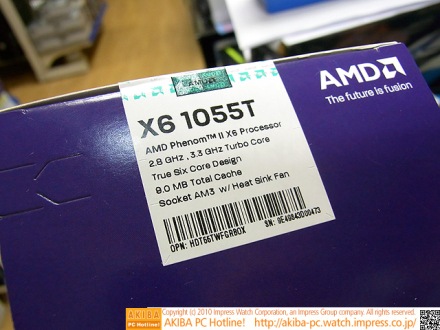 AMD
The future is fusion
AMD
X6 1055T
AMD Phenom™ II X6 Processor
2.8 GHz , 3.3 GHz Turbo Core
True Six Core Design
9.0 MB Total Cache
Socket AM3 w/ Heat Sink Fan
OPN: HDT55TWFGRBOX
SN: 9E49843D00473
AKIBA
PC Hotline!
Copyright (c) 2010 Impress Watch Corporation, an Impress Group company. All rights reserved.
AKIBA PC Hotline! http://akiba-pc.watch.impress.co.jp/